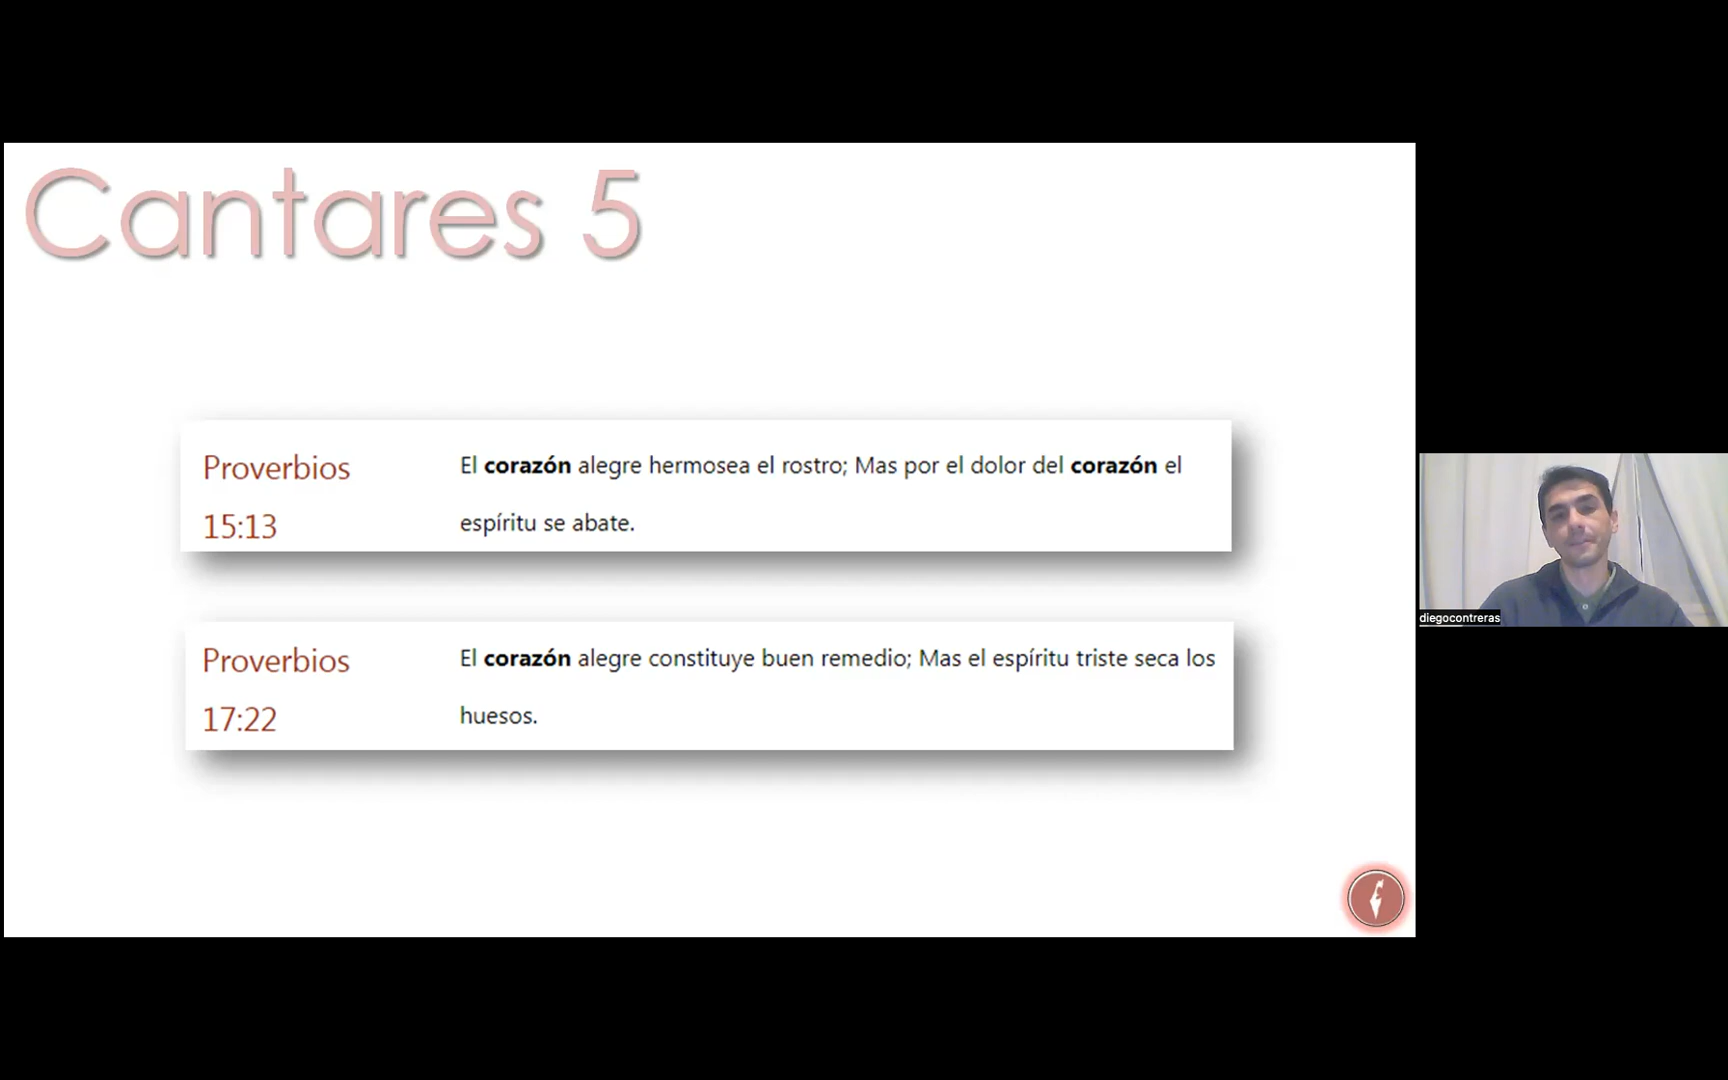 Cantares 5
Proverbios
15:13
El corazón alegre hermosea el rostro; Mas por el dolor del corazón el
espíritu se abate.
Proverbios
17:22
El corazón alegre constituye buen remedio; Mas el espíritu triste seca los
huesos.
diegocontreras